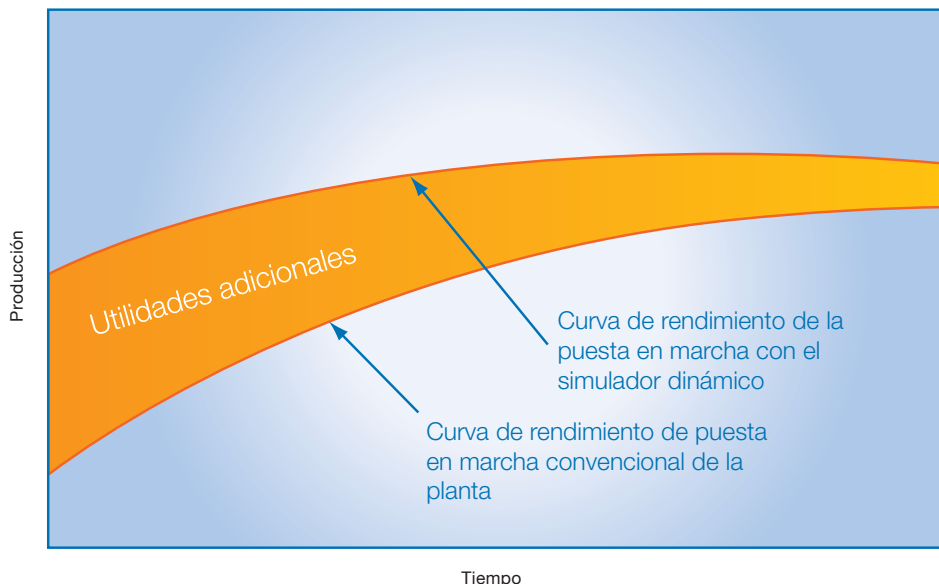 Producción
Utilidades adicionales
Curva de rendimiento de la
puesta en marcha con el
simulador dinámico
Curva de rendimiento de puesta
en marcha convencional de la
planta
Tiempo